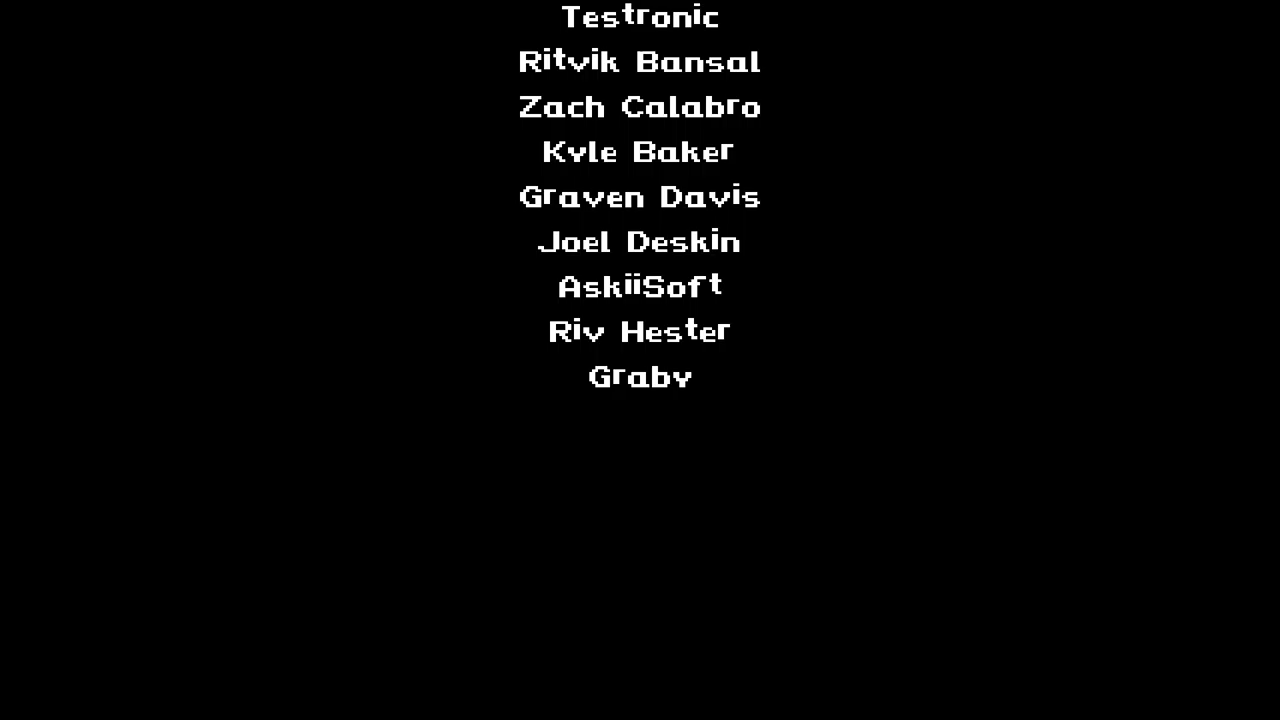 Testronic
Ritvik Bansal
Zach Calabro
Kyle Baker
Graven Davis
Joel Deskin
AskiiSoft
Riv Hester
Graby